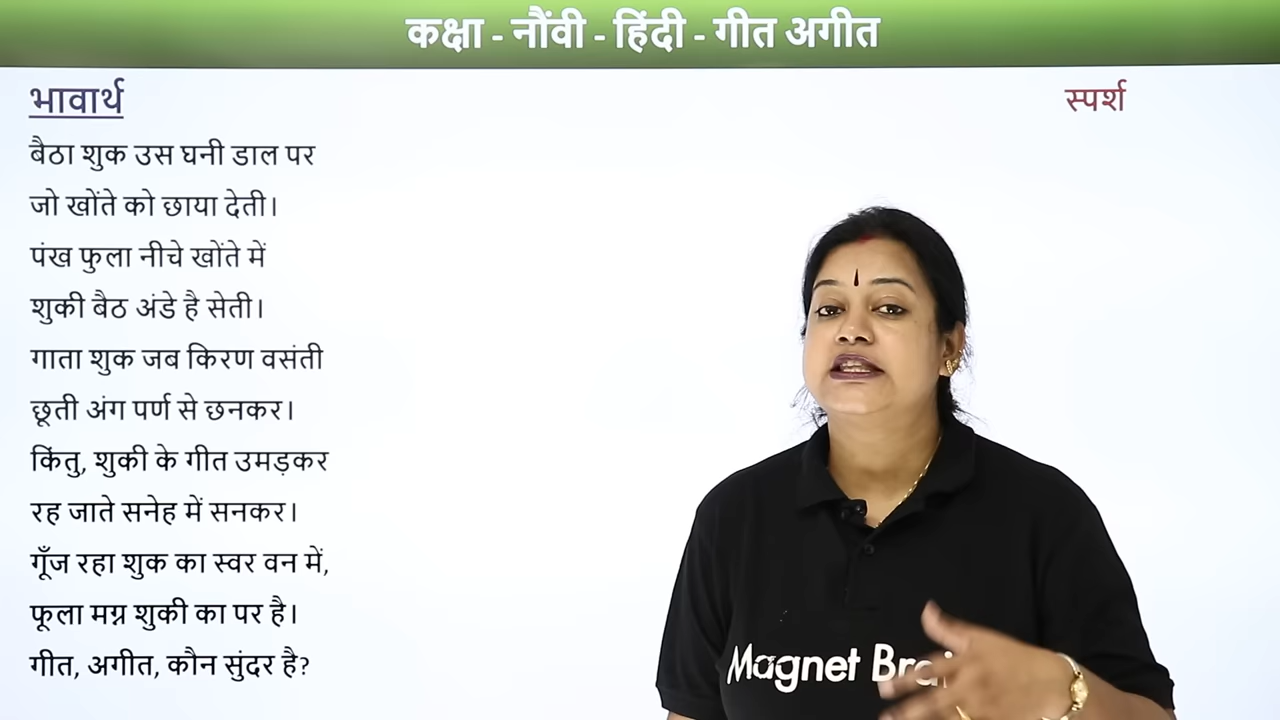 कक्षा - नौंवी - हिंदी - गीत अगीत
भावार्थ
स्पर्श
बैठा शुक उस घनी डाल पर
जो खोंते को छाया देती।
पंख फुला नीचे खोंते में
शुकी बैठ अंडे है सेती।
गाता शुक जब किरण वसंती
छूती अंग पर्ण से छनकर।
किंतु, शुकी के गीत उमड़कर
रह जाते सनेह में सनकर।
गूँज रहा शुक का स्वर वन में,
फूला मग्न शुकी का पर है।
गीत, अगीत, कौन सुंदर है?
Magnet